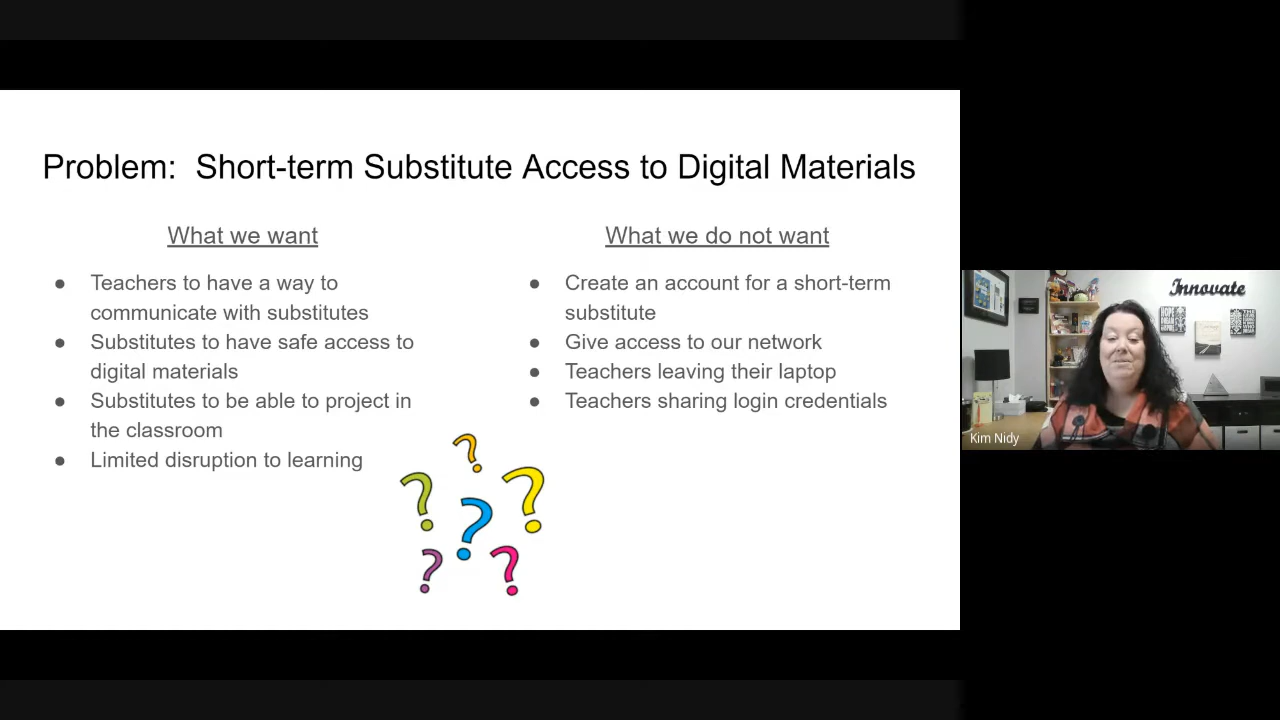 Problem:  Short-term Substitute Access to Digital Materials
What we want
● Teachers to have a way to
communicate with substitutes
● Substitutes to have safe access to
digital materials
● Substitutes to be able to project in
the classroom
● Limited disruption to learning
What we do not want
● Create an account for a short-term
substitute
● Give access to our network
● Teachers leaving their laptop
● Teachers sharing login credentials
? ? ? ? ? ?
Innovate
Kim Nidy